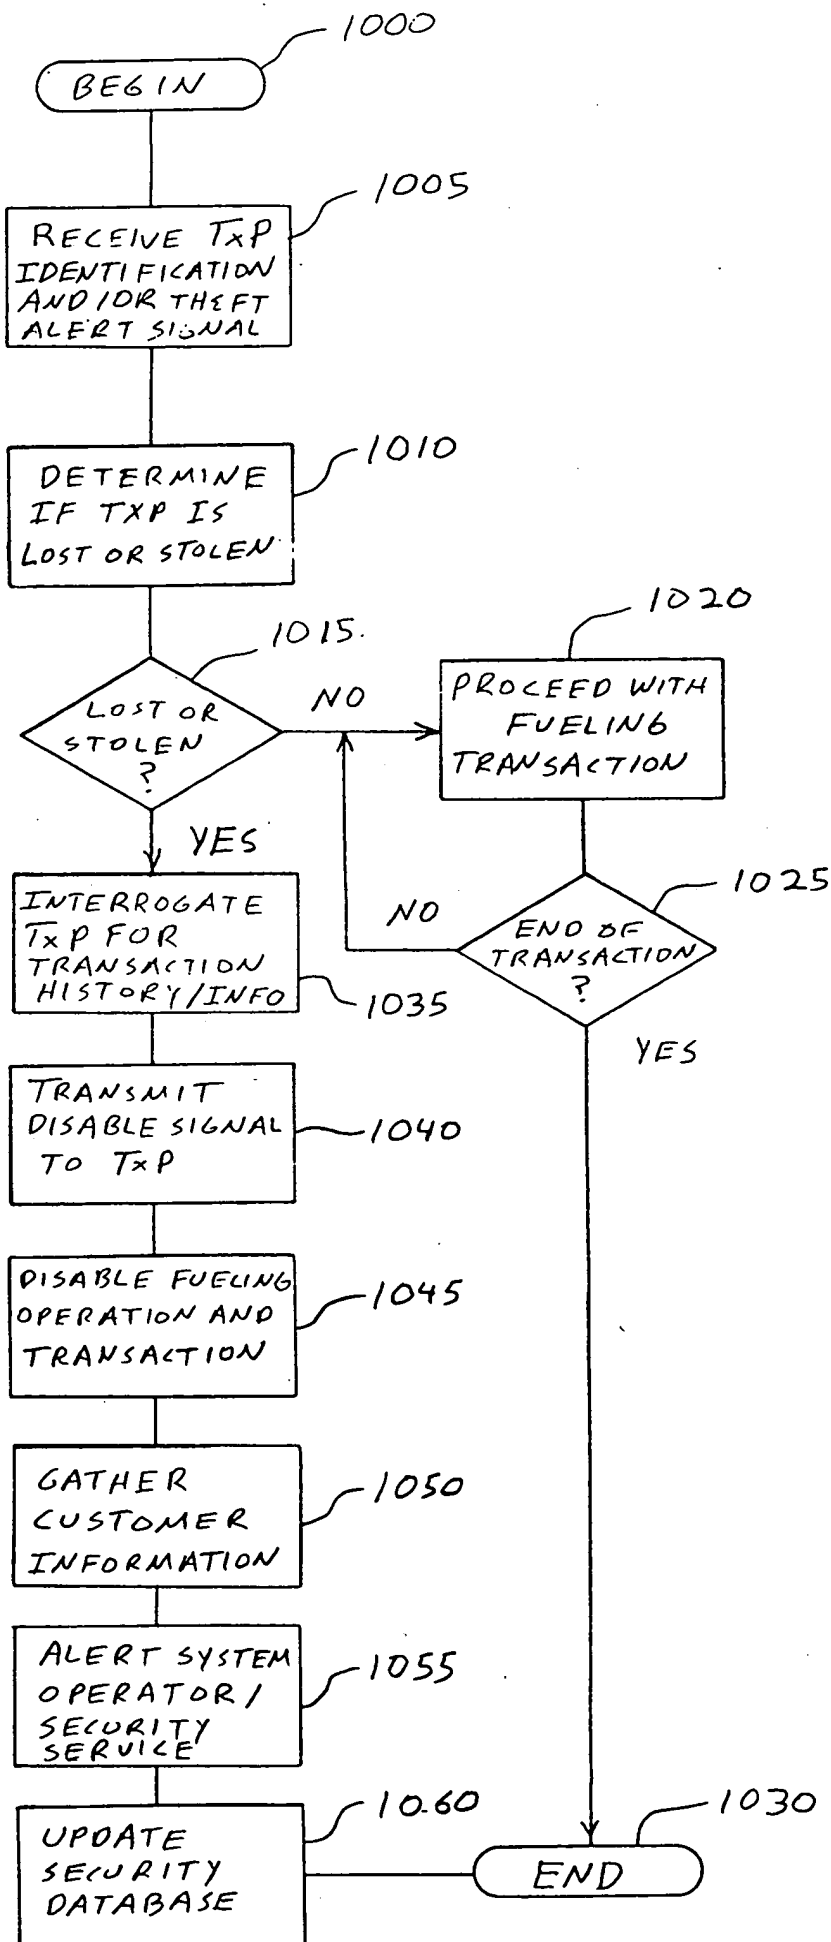 1000
BEGIN
1005
RECEIVE TxP
IDENTIFICATION
AND/OR THEFT
ALERT SIGNAL
1010
DETERMINE
IF TXP IS
LOST OR STOLEN
1015.
LOST OR
STOLEN
?
NO
1020
PROCEED WITH
FUELING
TRANSACTION
YES
1025
END OF
TRANSACTION
?
NO
YES
INTERROGATE
TxP FOR
TRANSACTION
HISTORY/INFO
1035
TRANSMIT
DISABLE SIGNAL
TO TxP
1040
DISABLE FUELING
OPERATION AND
TRANSACTION
1045
GATHER
CUSTOMER
INFORMATION
1050
ALERT SYSTEM
OPERATOR/
SECURITY
SERVICE
1055
UPDATE
SECURITY
DATABASE
10.60
1030
END